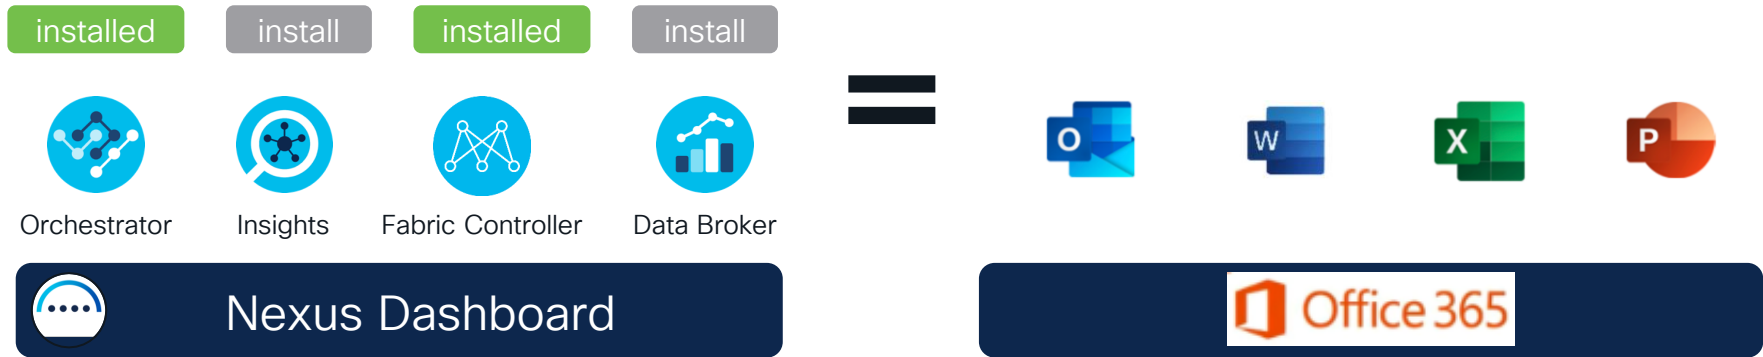 installed install installed install
O W X P
Orchestrator Insights Fabric Controller Data Broker
Nexus Dashboard
Office 365